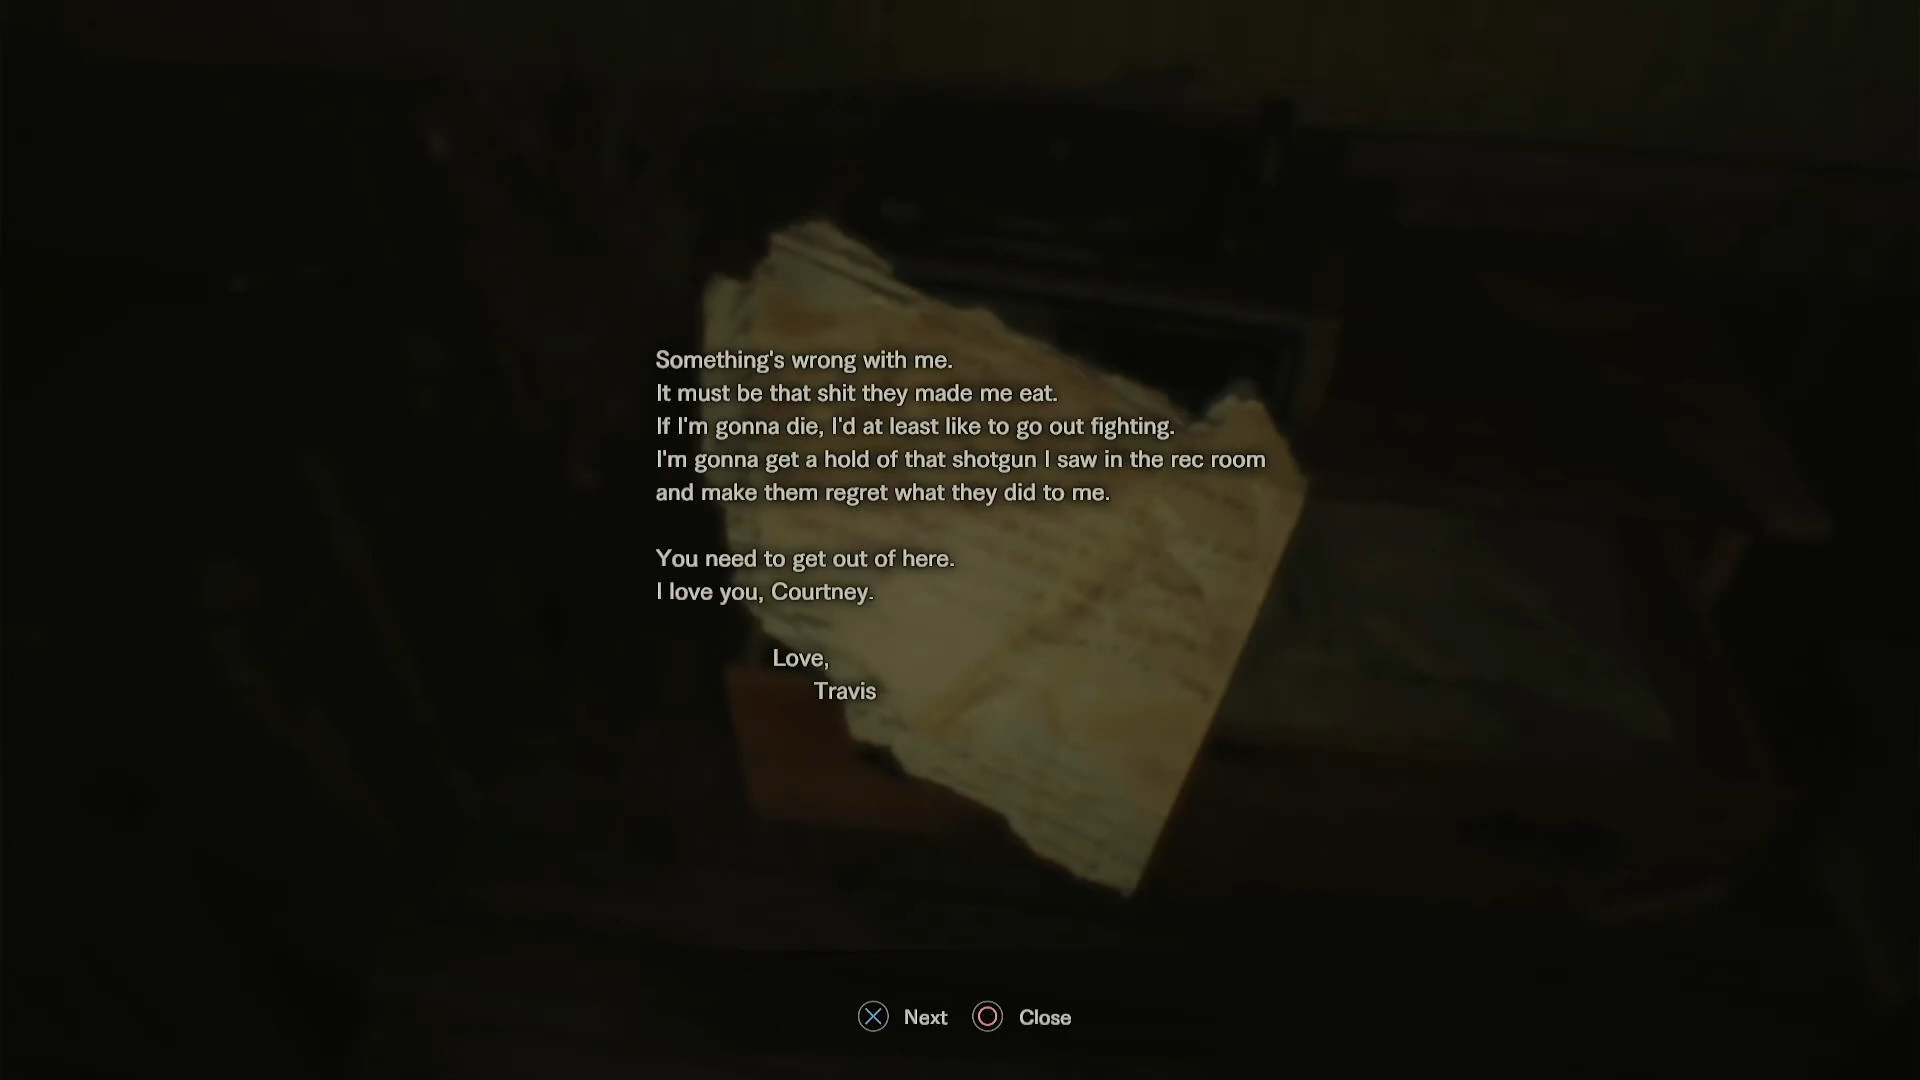 Something's wrong with me.
It must be that shit they made me eat.
If I'm gonna die, I'd at least like to go out fighting.
I'm gonna get a hold of that shotgun I saw in the rec room
and make them regret what they did to me.
You need to get out of here.
I love you, Courtney.
Love,
Travis
Next Close